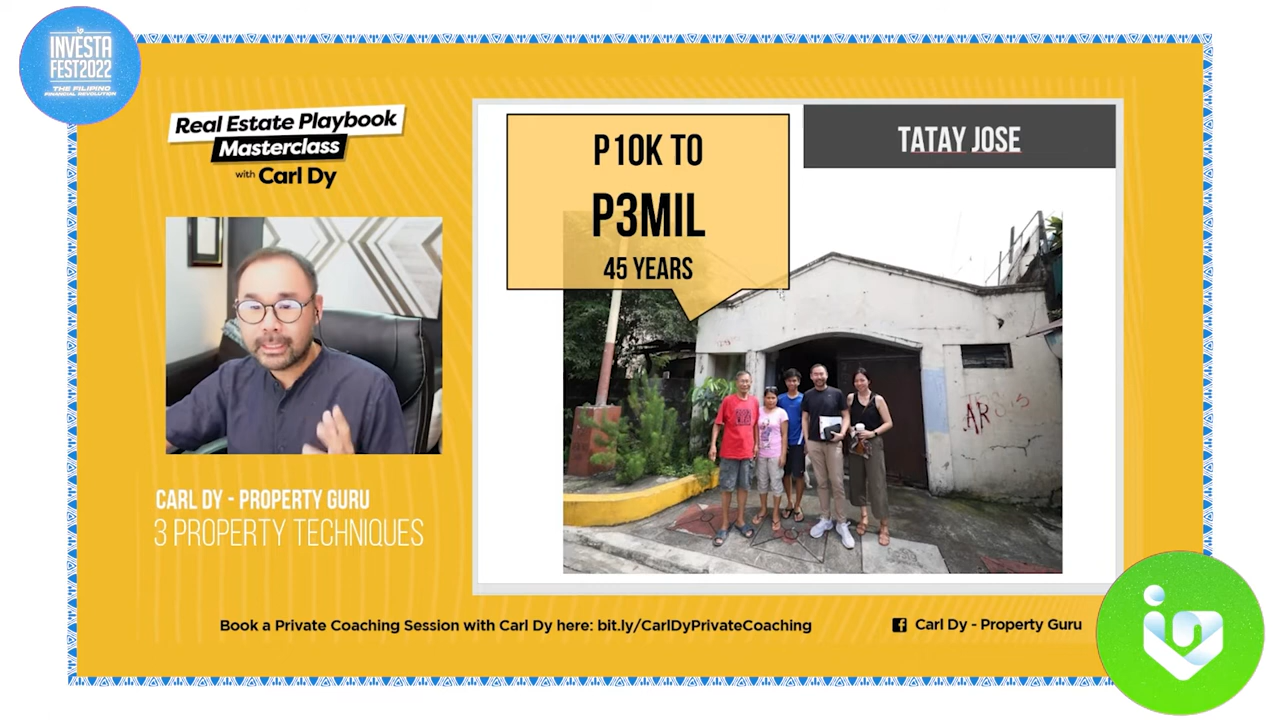 INVESTA
FEST2022
THE FILIPINO
FINANCIAL REVOLUTION
Real Estate Playbook
Masterclass
with Carl Dy
P10K TO
P3MIL
45 YEARS
TATAY JOSE
CARL DY - PROPERTY GURU
3 PROPERTY TECHNIQUES
Book a Private Coaching Session with Carl Dy here: bit.ly/CarlDyPrivateCoaching
Carl Dy - Property Guru